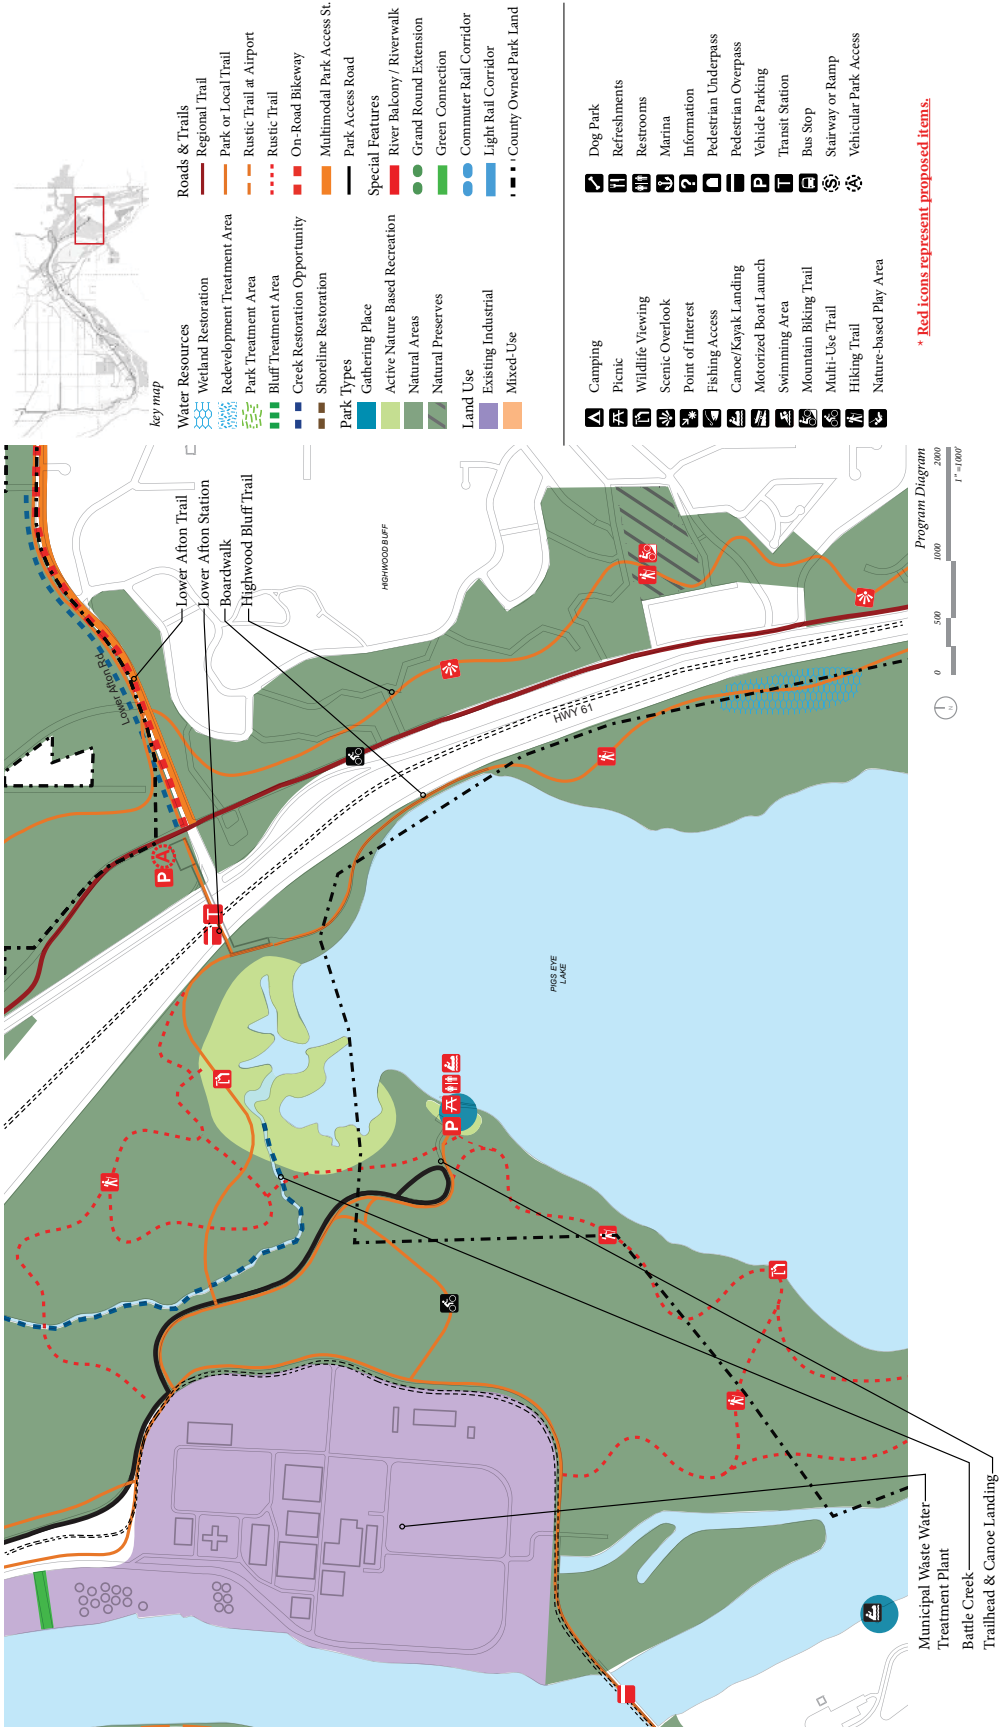 key map
Water Resources
Wetland Restoration
Redevelopment Treatment Area
Park Treatment Area
Bluff Treatment Area
Creek Restoration Opportunity
Shoreline Restoration
Park Types
Gathering Place
Active Nature Based Recreation
Natural Areas
Natural Preserves
Land Use
Existing Industrial
Mixed-Use
Roads & Trails
Regional Trail
Park or Local Trail
Rustic Trail at Airport
Rustic Trail
On-Road Bikeway
Multimodal Park Access St.
Park Access Road
Special Features
River Balcony / Riverwalk
Grand Round Extension
Green Connection
Commuter Rail Corridor
Light Rail Corridor
County Owned Park Land
Camping
Picnic
Wildlife Viewing
Scenic Overlook
Point of Interest
Fishing Access
Canoe/Kayak Landing
Motorized Boat Launch
Swimming Area
Mountain Biking Trail
Multi-Use Trail
Hiking Trail
Nature-based Play Area
Dog Park
Refreshments
Restrooms
Marina
? Information
Pedestrian Underpass
Pedestrian Overpass
P Vehicle Parking
T Transit Station
Bus Stop
S Stairway or Ramp
A Vehicular Park Access
* Red icons represent proposed items.
Lower Afton Trail
Lower Afton Station
Boardwalk
Highwood Bluff Trail
Lower Afton Rd.
HIGHWOOD BUFF
HWY 61
PIGS EYE
LAKE
P
A
T
P
Municipal Waste Water
Treatment Plant
Battle Creek
Trailhead & Canoe Landing
Program Diagram
0
500
1000
2000
1" =1000'
N